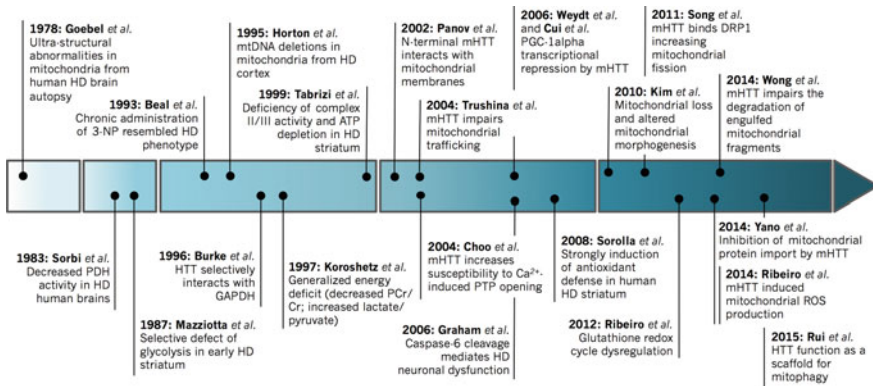 1978: Goebel et al.
Ultra-structural
abnormalities in
mitochondria from
human HD brain
autopsy
1993: Beal et al.
Chronic administration
of 3-NP resembled HD
phenotype
1995: Horton et al.
mtDNA deletions in
mitochondria from HD
cortex
1999: Tabrizi et al.
Deficiency of complex
II/III activity and ATP
depletion in HD
striatum
2002: Panov et al.
N-terminal mHTT
interacts with
mitochondrial
membranes
2004: Trushina et al.
mHTT impairs
mitochondrial
trafficking
2006: Weydt et al.
and Cui et al.
PGC-1alpha
transcriptional
repression by mHTT
2011: Song et al.
mHTT binds DRP1
increasing
mitochondrial
fission
2010: Kim et al.
Mitochondrial loss
and altered
mitochondrial
morphogenesis
2014: Wong et al.
mHTT impairs the
degradation of
engulfed
mitochondrial
fragments
1983: Sorbi et al.
Decreased PDH
activity in HD
human brains
1987: Mazziotta et al.
Selective defect of
glycolysis in early HD
striatum
1996: Burke et al.
HTT selectively
interacts with
GAPDH
1997: Koroshetz et al.
Generalized energy
deficit (decreased PCr/
Cr; increased lactate/
pyruvate)
2004: Choo et al.
mHTT increases
susceptibility to Ca2+-
induced PTP opening
2006: Graham et al.
Caspase-6 cleavage
mediates HD
neuronal dysfunction
2008: Sorolla et al.
Strongly induction
of antioxidant
defense in human
HD striatum
2012: Ribeiro et al.
Glutathione redox
cycle dysregulation
2014: Yano et al.
Inhibition of mitochondrial
protein import by mHTT
2014: Ribeiro et al.
mHTT induced
mitochondrial ROS
production
2015: Rui et al.
HTT function as a
scaffold for
mitophagy